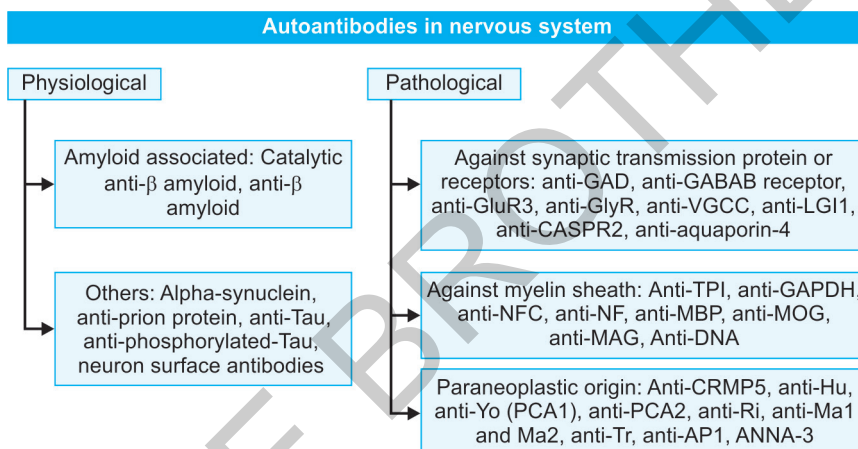 Autoantibodies in nervous system
Physiological
Amyloid associated: Catalytic
anti-β amyloid, anti-β
amyloid
Others: Alpha-synuclein,
anti-prion protein, anti-Tau,
anti-phosphorylated-Tau,
neuron surface antibodies
Pathological
Against synaptic transmission protein or
receptors: anti-GAD, anti-GABAB receptor,
anti-GluR3, anti-GlyR, anti-VGCC, anti-LGI1,
anti-CASPR2, anti-aquaporin-4
Against myelin sheath: Anti-TPI, anti-GAPDH,
anti-NFC, anti-NF, anti-MBP, anti-MOG,
anti-MAG, Anti-DNA
Paraneoplastic origin: Anti-CRMP5, anti-Hu,
anti-Yo (PCA1), anti-PCA2, anti-Ri, anti-Ma1
and Ma2, anti-Tr, anti-AP1, ANNA-3
E BROTHE